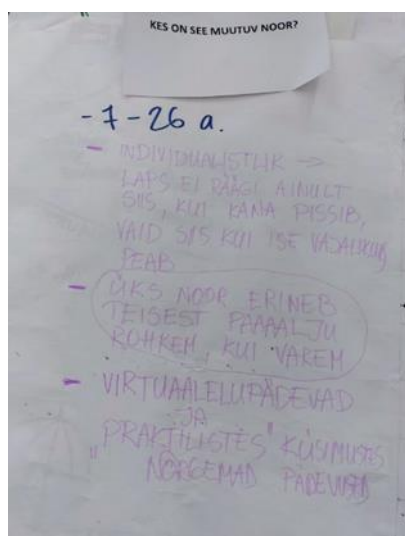 KES ON SEE MUUTUV NOOR?
- 7-26 a.
- INDIVIDUALISTLIK →
LAPS EI RÄÄGI AINULT
SIIS, KUI KANA PISSIB,
VAID SIIS KUI ISE VAJALIKUKS
PEAB
- ÜKS NOOR ERINEB
TEISEST PAAAALJU
ROHKEM, KUI VAREM
- VIRTUAALELUPÄDEVAD
JA
"PRAKTILISTES" KÜSIMUSTES
NÕRGEMAD PÄDEVUSED